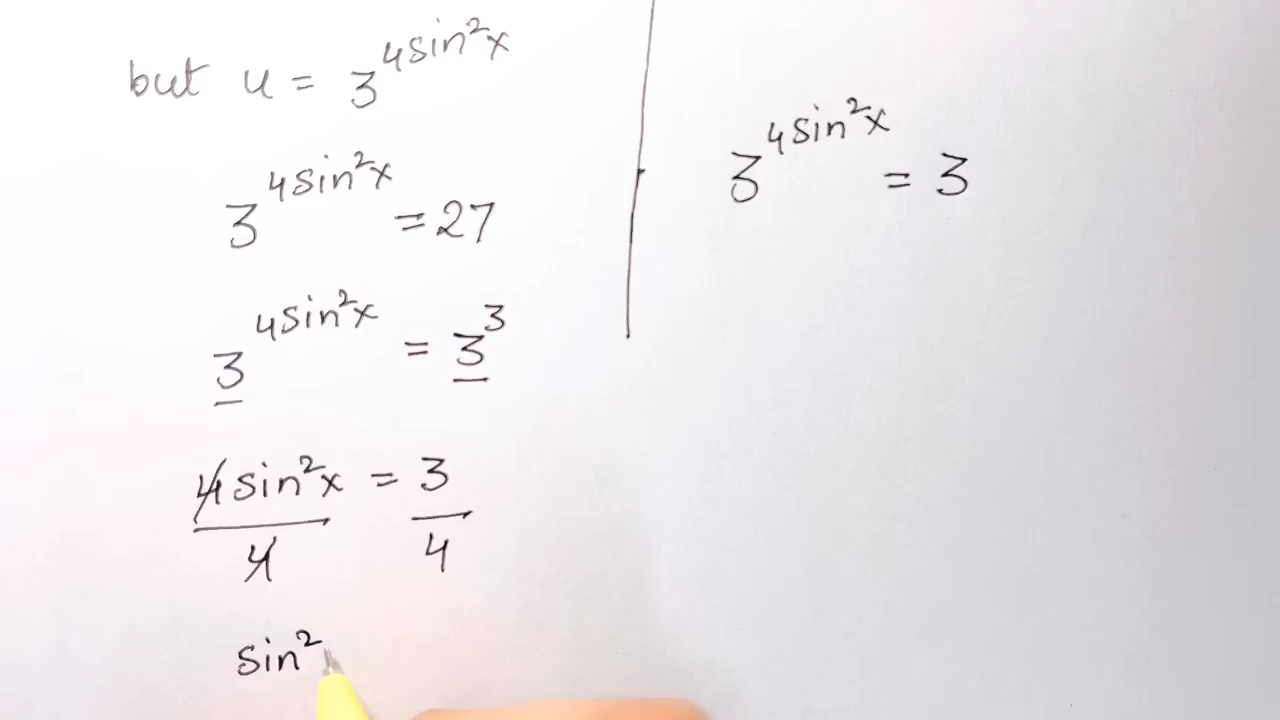 but u = 3^{4sin²x}
3^{4sin²x} = 27
3^{4sin²x} = 3³
4sin²x/4 = 3/4
sin²
3^{4sin²x} = 3